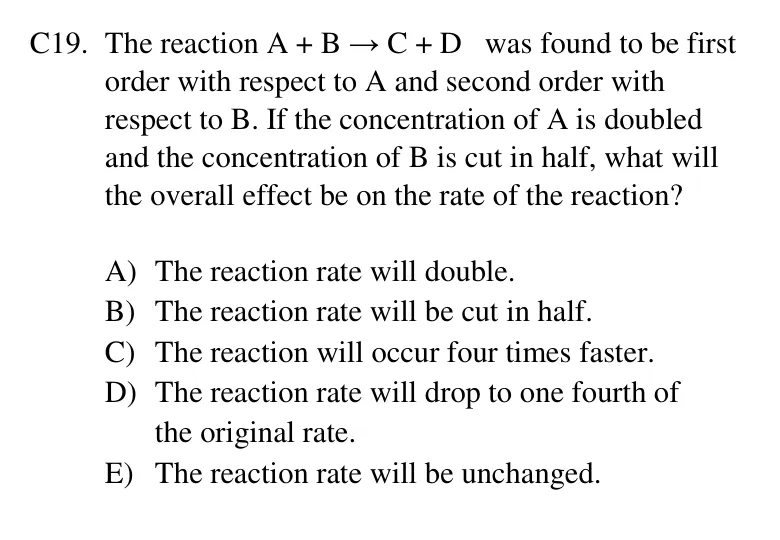 C19. The reaction A + B → C + D was found to be first
order with respect to A and second order with
respect to B. If the concentration of A is doubled
and the concentration of B is cut in half, what will
the overall effect be on the rate of the reaction?
A) The reaction rate will double.
B) The reaction rate will be cut in half.
C) The reaction will occur four times faster.
D) The reaction rate will drop to one fourth of
the original rate.
E) The reaction rate will be unchanged.